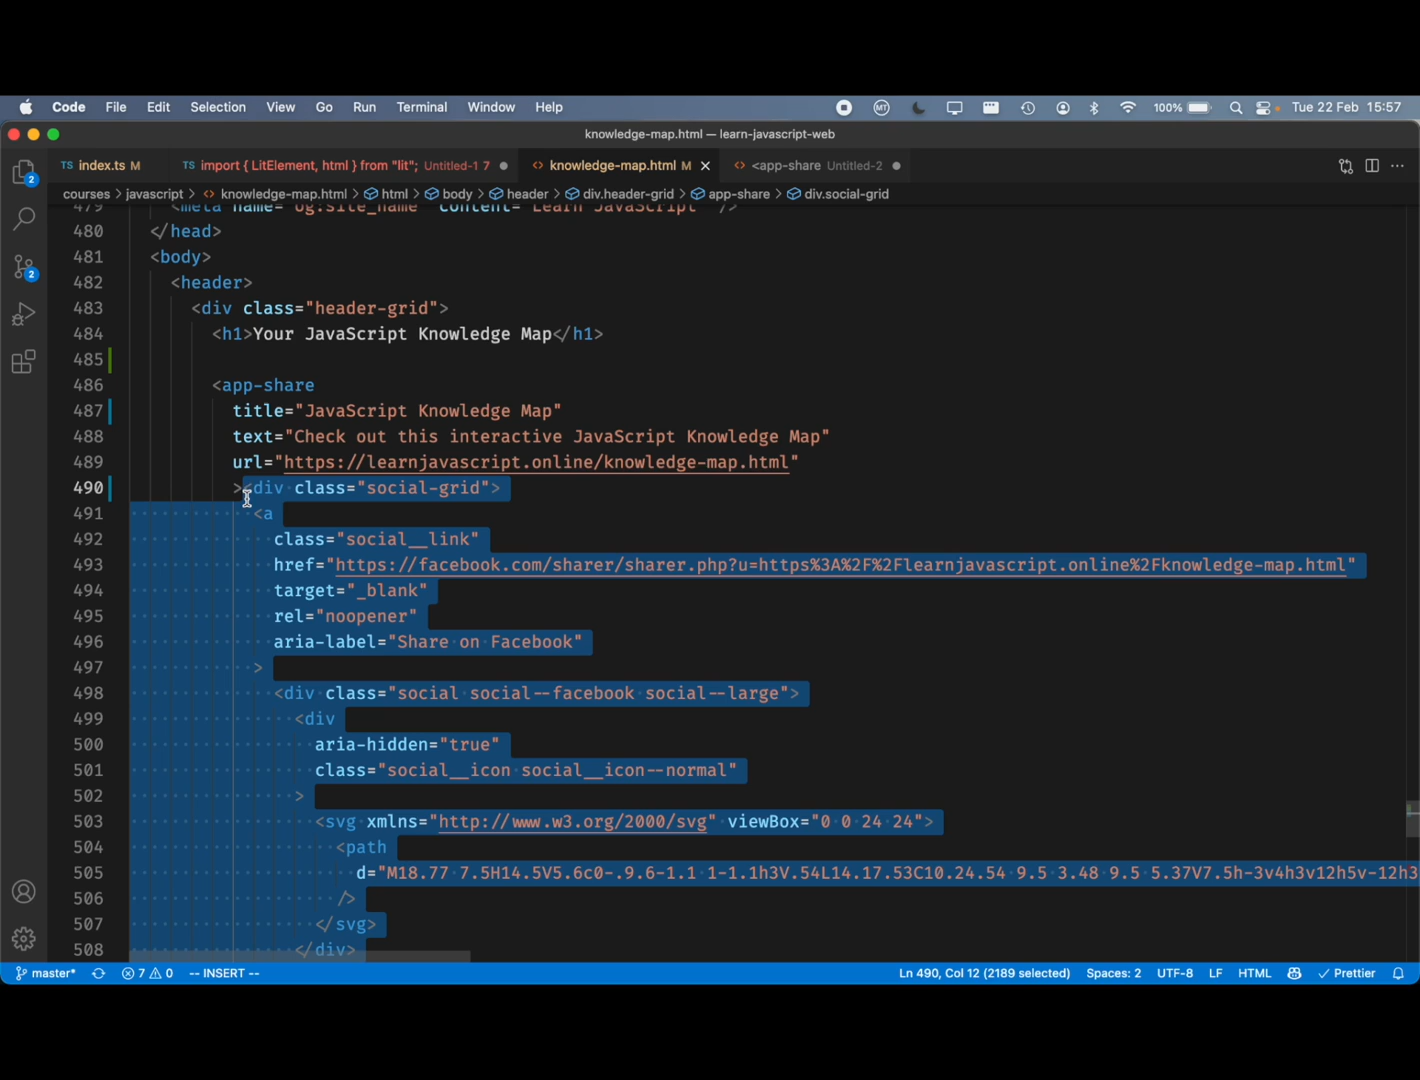 Code File Edit Selection View Go Run Terminal Window Help MT 100% Tue 22 Feb 15:57
knowledge-map.html — learn-javascript-web
TS index.ts M TS import { LitElement, html } from "lit"; Untitled-1 7 <> knowledge-map.html M <> <app-share Untitled-2
courses > javascript > <> knowledge-map.html > html > body > header > div.header-grid > app-share > div.social-grid
479 <meta name="og:site_name" content="Learn JavaScript" />
480 </head>
481 <body>
482 <header>
483 <div class="header-grid">
484 <h1>Your JavaScript Knowledge Map</h1>
485
486 <app-share
487 title="JavaScript Knowledge Map"
488 text="Check out this interactive JavaScript Knowledge Map"
489 url="https://learnjavascript.online/knowledge-map.html"
490 ><div class="social-grid">
491 <a
492 class="social__link"
493 href="https://facebook.com/sharer/sharer.php?u=https%3A%2F%2Flearnjavascript.online%2Fknowledge-map.html"
494 target="_blank"
495 rel="noopener"
496 aria-label="Share on Facebook"
497 >
498 <div class="social social--facebook social--large">
499 <div
500 aria-hidden="true"
501 class="social__icon social__icon--normal"
502 >
503 <svg xmlns="http://www.w3.org/2000/svg" viewBox="0 0 24 24">
504 <path
505 d="M18.77 7.5H14.5V5.6c0-.9.6-1.1 1-1.1h3V.54L14.17.53C10.24.54 9.5 3.48 9.5 5.37V7.5h-3v4h3v12h5v-12h3
506 />
507 </svg>
508 </div>
2
2
master* 7 0 -- INSERT -- Ln 490, Col 12 (2189 selected) Spaces: 2 UTF-8 LF HTML Prettier